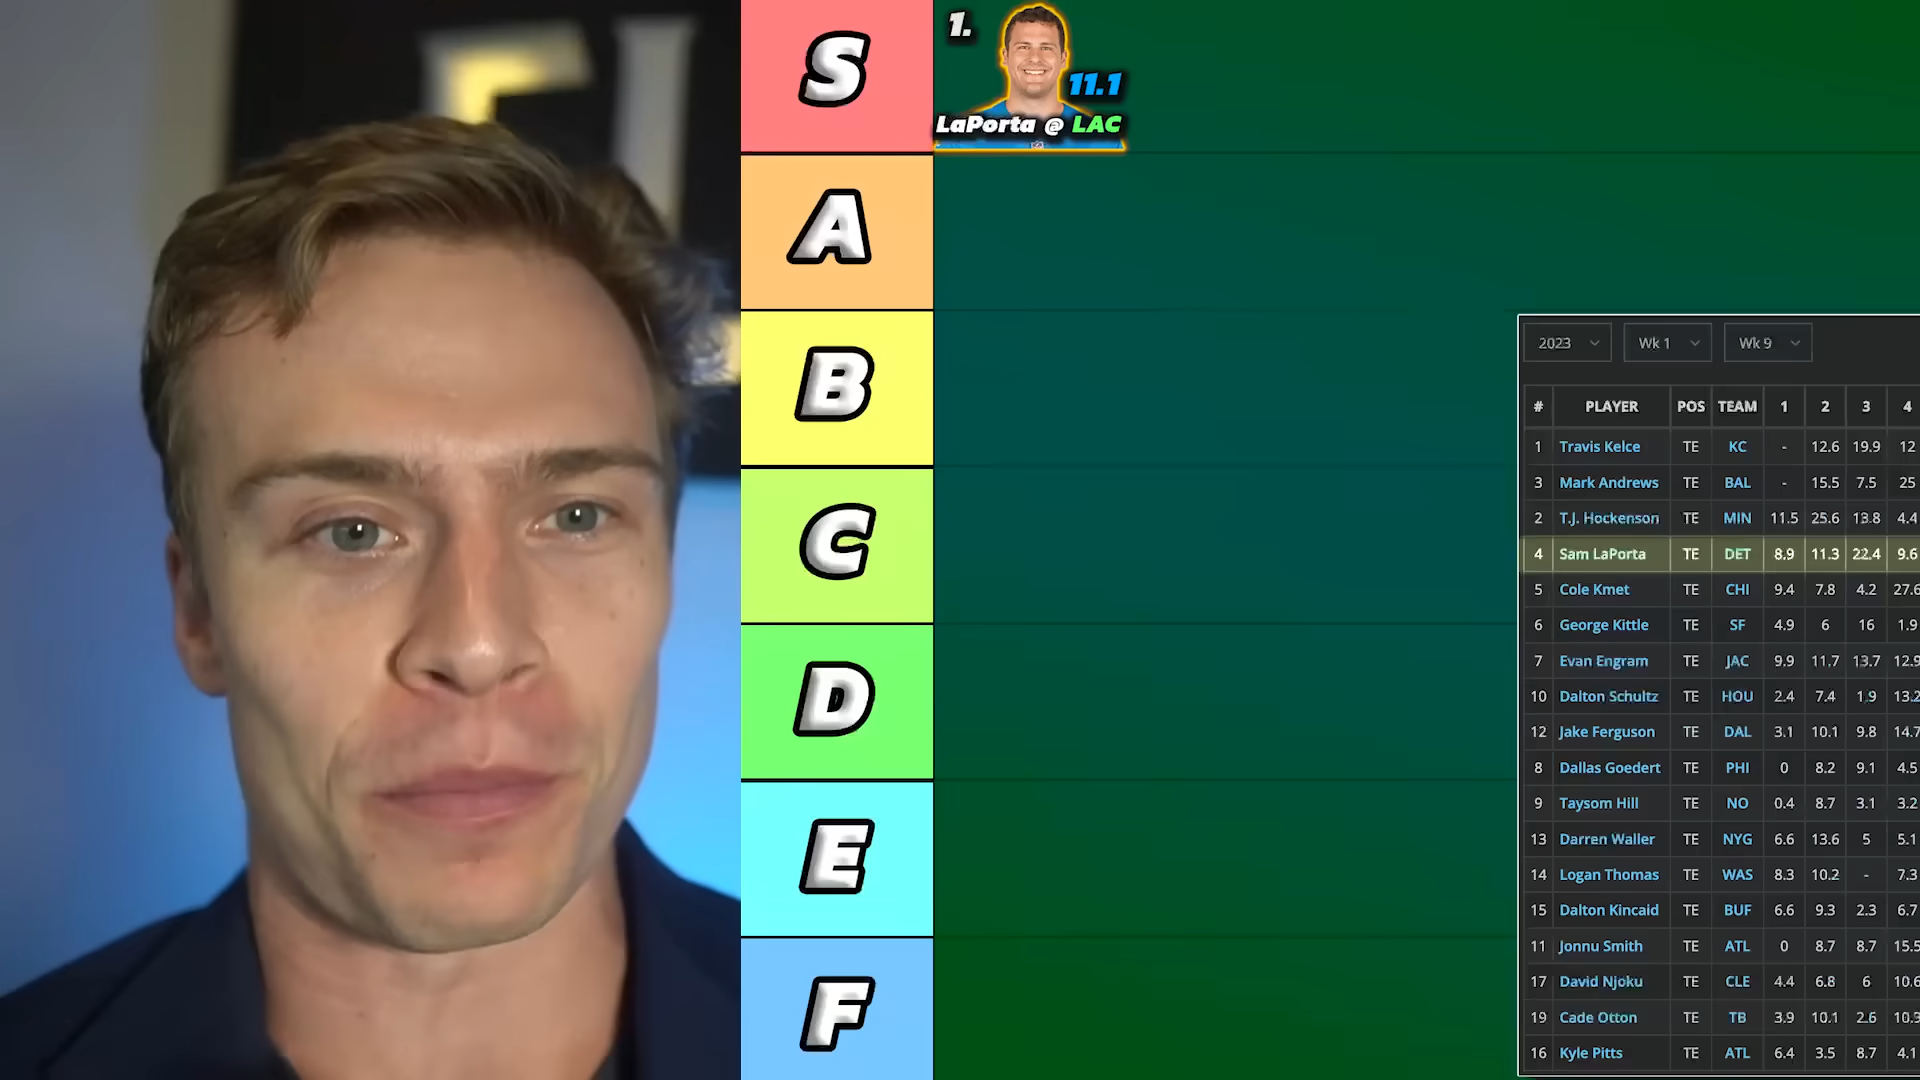 S
1.
11.1
LaPorta @ LAC
A
B
C
D
E
F
2023 Wk 1 Wk 9
# PLAYER POS TEAM 1 2 3 4
1 Travis Kelce TE KC - 12.6 19.9 12
3 Mark Andrews TE BAL - 15.5 7.5 25
2 T.J. Hockenson TE MIN 11.5 25.6 13.8 4.4
4 Sam LaPorta TE DET 8.9 11.3 22.4 9.6
5 Cole Kmet TE CHI 9.4 7.8 4.2 27.6
6 George Kittle TE SF 4.9 6 16 1.9
7 Evan Engram TE JAC 9.9 11.7 13.7 12.9
10 Dalton Schultz TE HOU 2.4 7.4 1.9 13.2
12 Jake Ferguson TE DAL 3.1 10.1 9.8 14.7
8 Dallas Goedert TE PHI 0 8.2 9.1 4.5
9 Taysom Hill TE NO 0.4 8.7 3.1 3.2
13 Darren Waller TE NYG 6.6 13.6 5 5.1
14 Logan Thomas TE WAS 8.3 10.2 - 7.3
15 Dalton Kincaid TE BUF 6.6 9.3 2.3 6.7
11 Jonnu Smith TE ATL 0 8.7 8.7 15.5
17 David Njoku TE CLE 4.4 6.8 6 10.6
19 Cade Otton TE TB 3.9 10.1 2.6 10.3
16 Kyle Pitts TE ATL 6.4 3.5 8.7 4.1